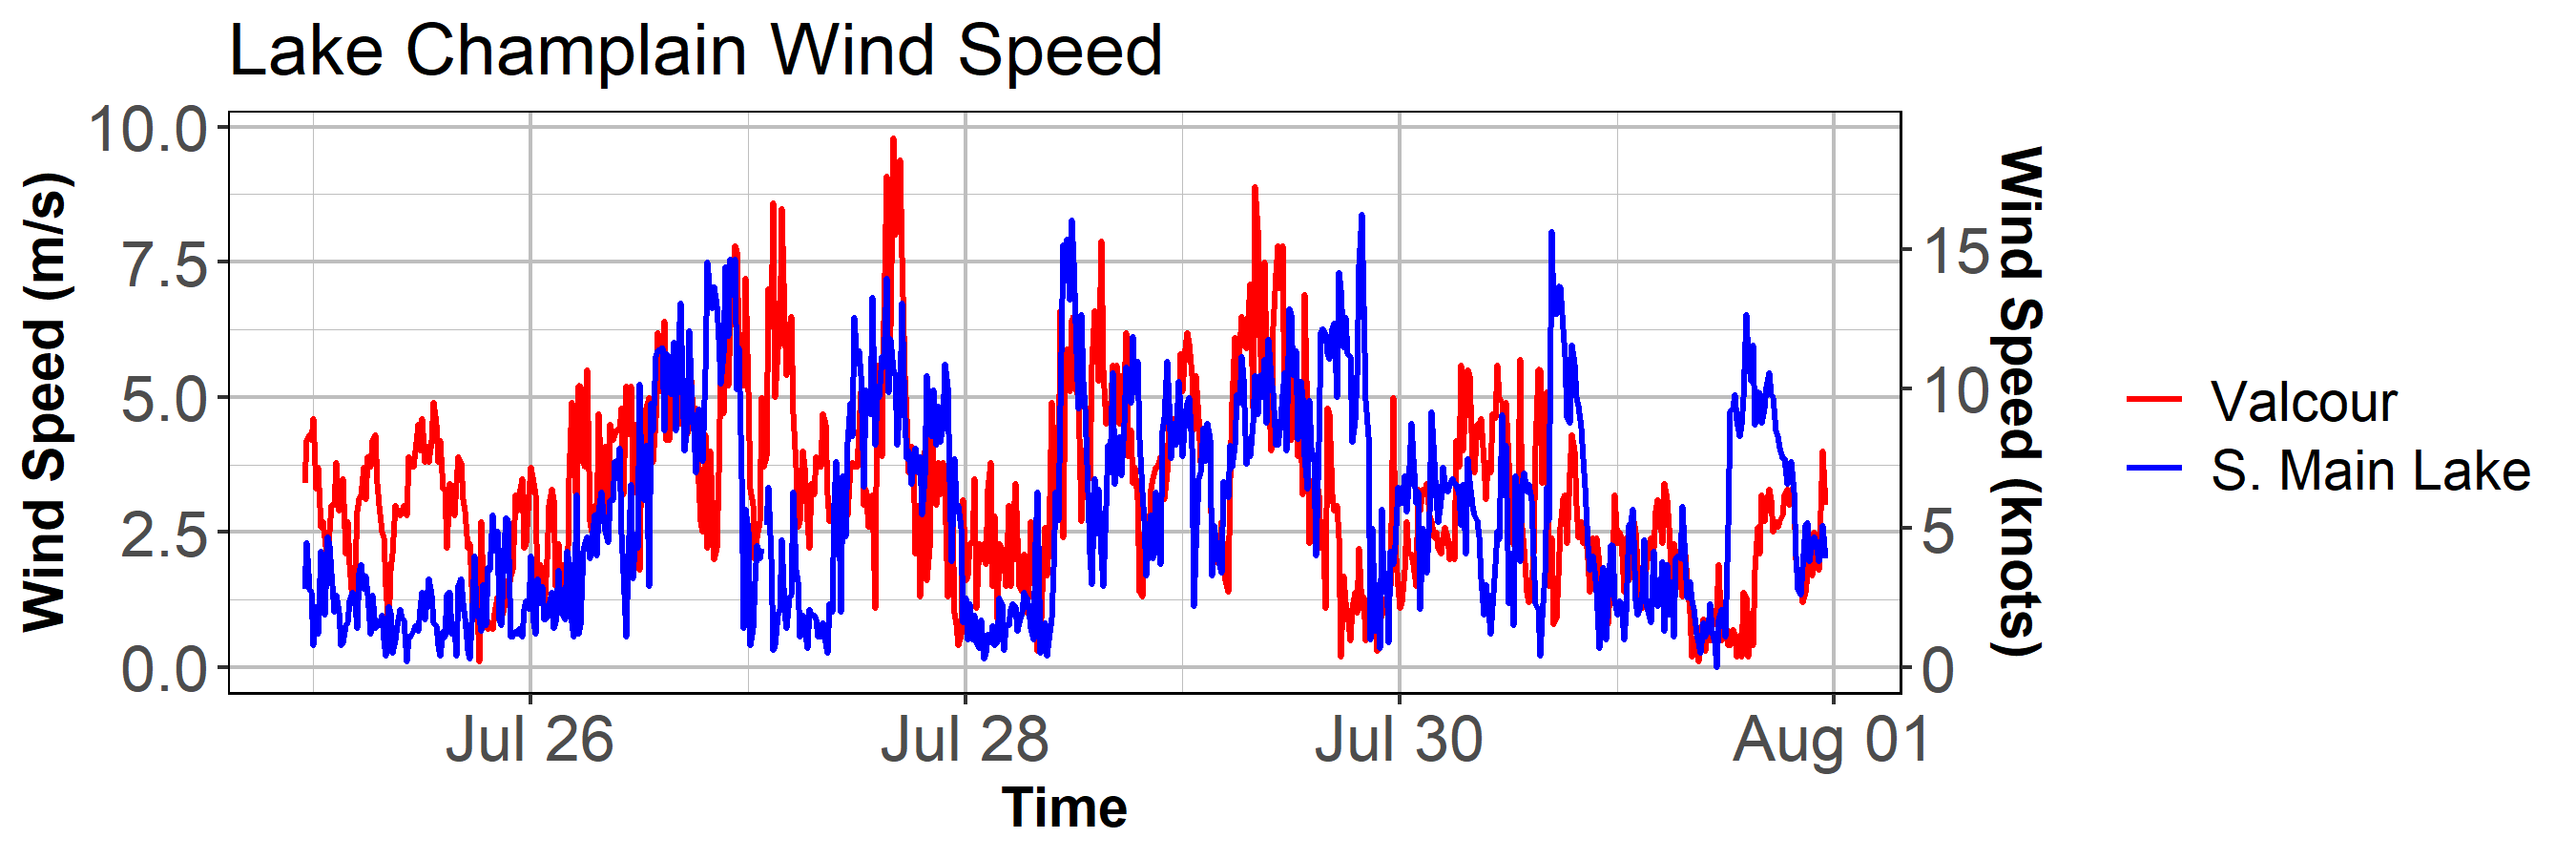 Lake Champlain Wind Speed
Wind Speed (m/s)
10.0
7.5
5.0
2.5
0.0
15
10
5
0
Wind Speed (knots)
Jul 26
Jul 28
Jul 30
Aug 01
Time
Valcour
S. Main Lake